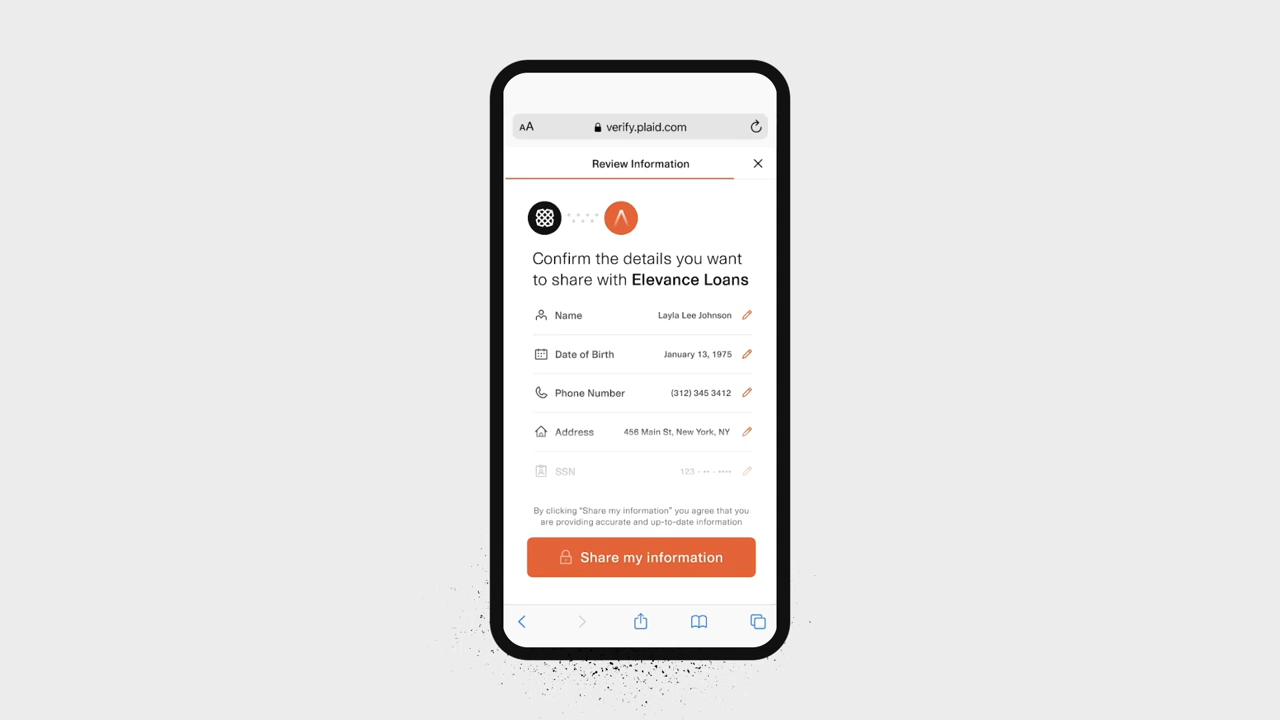 AA verify.plaid.com
Review Information
Confirm the details you want
to share with Elevance Loans
Name Layla Lee Johnson
Date of Birth January 13, 1975
Phone Number (312) 345 3412
Address 456 Main St, New York, NY
SSN 123 - •• - ••••
By clicking “Share my information” you agree that you
are providing accurate and up-to-date information
Share my information